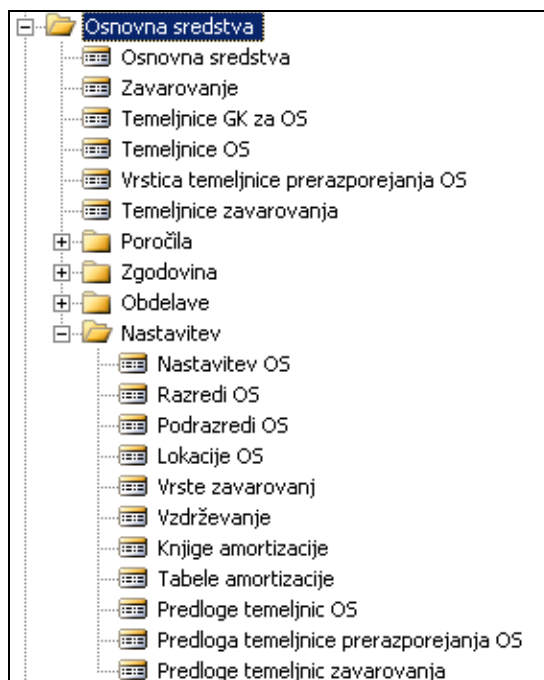 Osnovna sredstva
Osnovna sredstva
Zavarovanje
Temeljnice GK za OS
Temeljnice OS
Vrstica temeljnice prerazporejanja OS
Temeljnice zavarovanja
Poročila
Zgodovina
Obdelave
Nastavitev
Nastavitev OS
Razredi OS
Podrazredi OS
Lokacije OS
Vrste zavarovanj
Vzdrževanje
Knjige amortizacije
Tabele amortizacije
Predloge temeljnic OS
Predloga temeljnice prerazporejanja OS
Predloge temeljnic zavarovanja